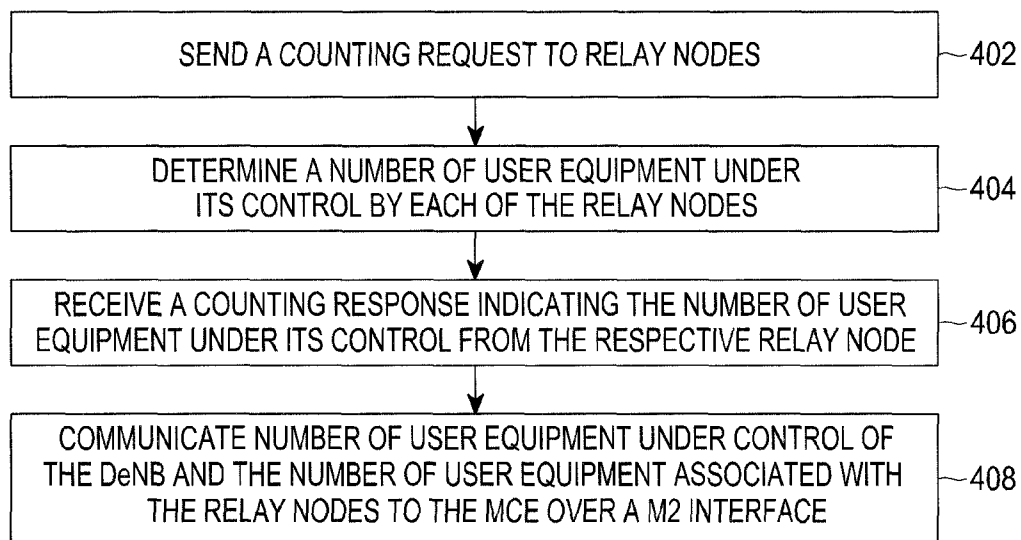 SEND A COUNTING REQUEST TO RELAY NODES
402
DETERMINE A NUMBER OF USER EQUIPMENT UNDER
ITS CONTROL BY EACH OF THE RELAY NODES
404
RECEIVE A COUNTING RESPONSE INDICATING THE NUMBER OF USER
EQUIPMENT UNDER ITS CONTROL FROM THE RESPECTIVE RELAY NODE
406
COMMUNICATE NUMBER OF USER EQUIPMENT UNDER CONTROL OF
THE DeNB AND THE NUMBER OF USER EQUIPMENT ASSOCIATED WITH
THE RELAY NODES TO THE MCE OVER A M2 INTERFACE
408